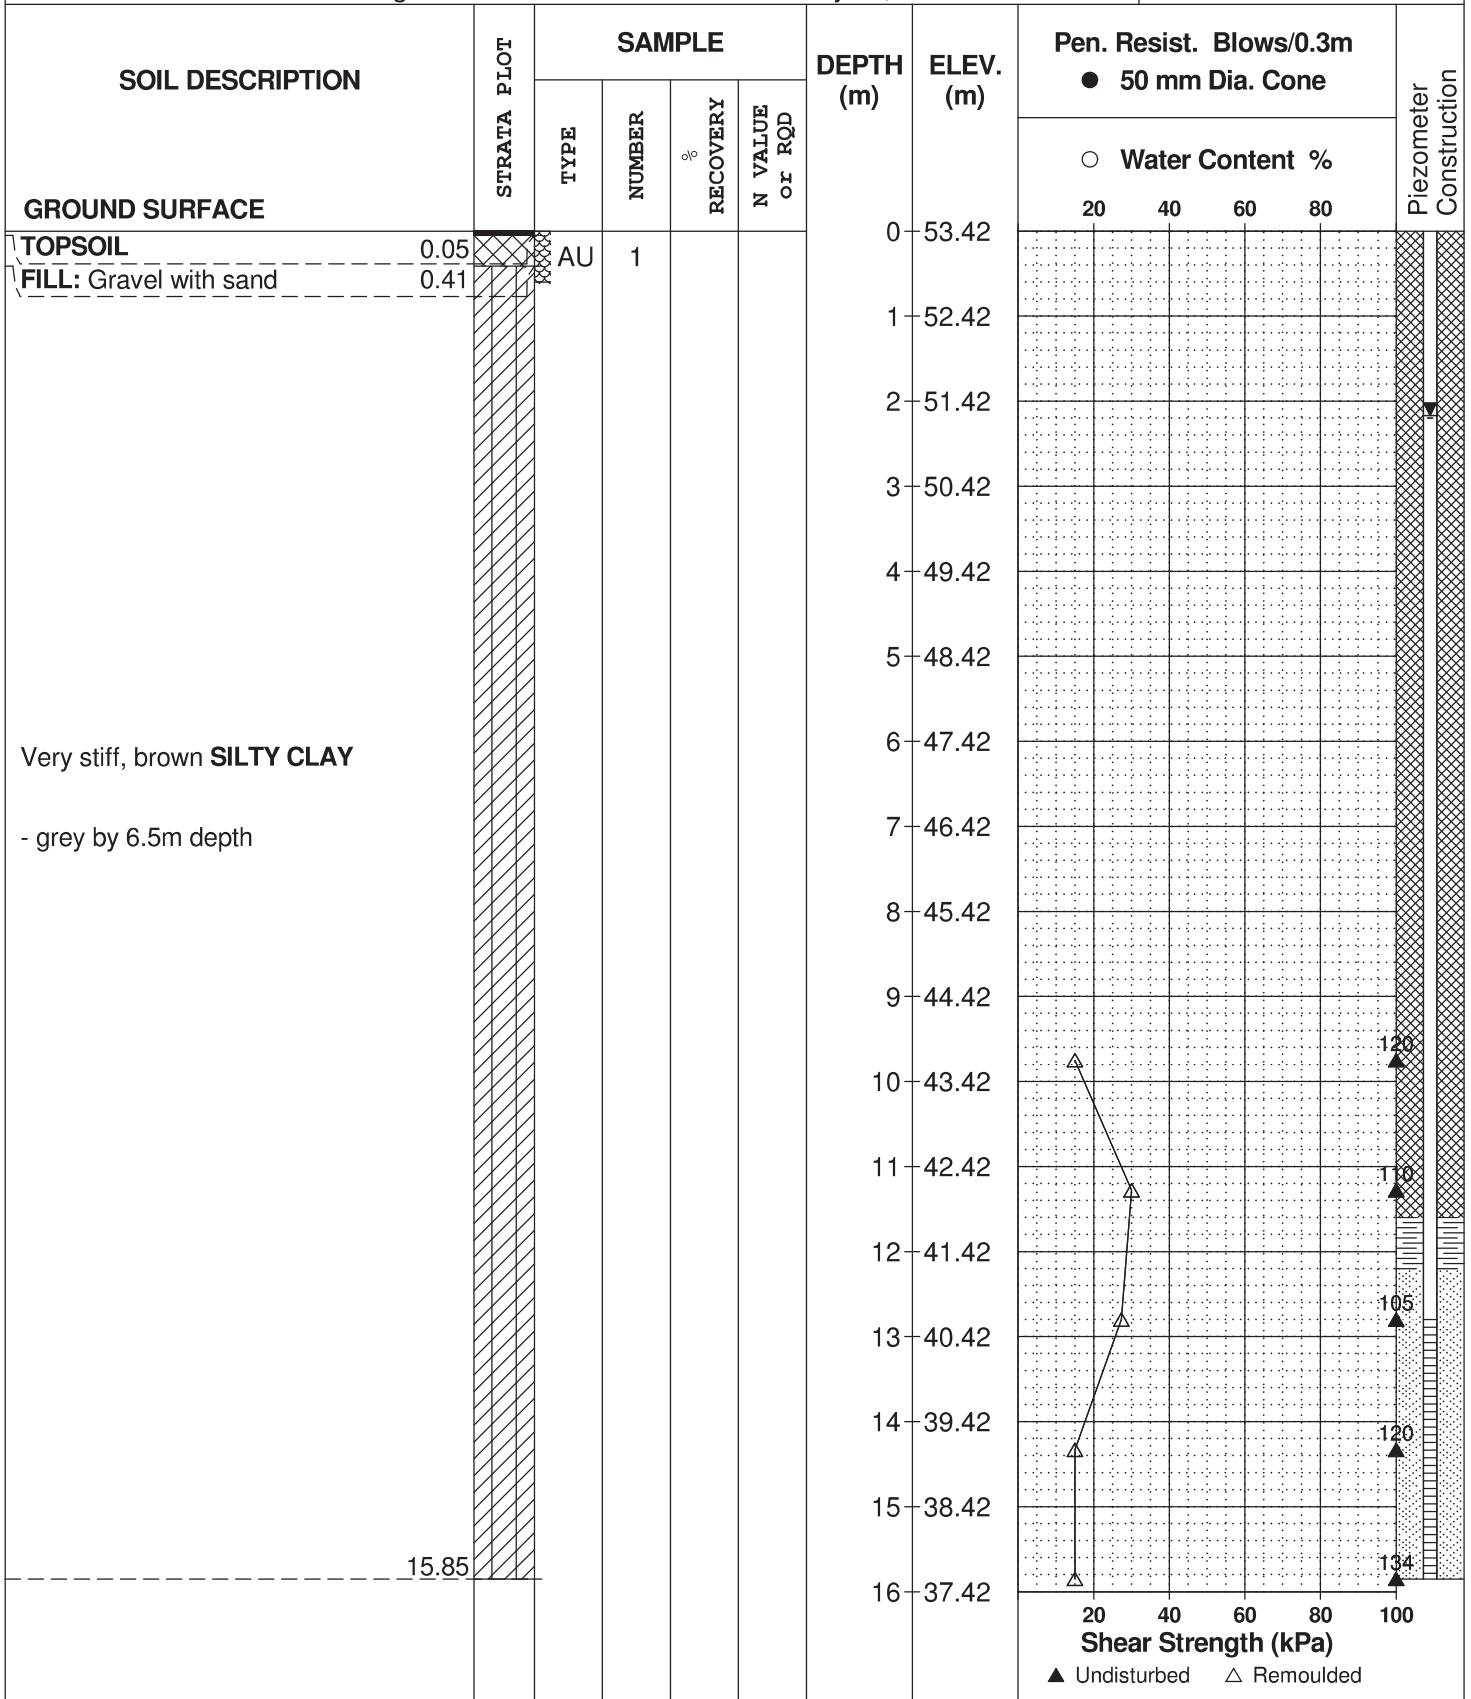 SOIL DESCRIPTION
GROUND SURFACE
STRATA PLOT
SAMPLE
TYPE
NUMBER
%
RECOVERY
N VALUE
or RQD
DEPTH
(m)
ELEV.
(m)
Pen. Resist. Blows/0.3m
● 50 mm Dia. Cone
○ Water Content %
20 40 60 80
Piezometer
Construction
TOPSOIL 0.05
FILL: Gravel with sand 0.41
AU 1
0 53.42
1 52.42
2 51.42
3 50.42
4 49.42
5 48.42
Very stiff, brown SILTY CLAY
6 47.42
- grey by 6.5m depth
7 46.42
8 45.42
9 44.42
120
10 43.42
11 42.42
110
12 41.42
105
13 40.42
14 39.42
120
15 38.42
15.85
134
16 37.42
20 40 60 80 100
Shear Strength (kPa)
▲ Undisturbed △ Remoulded